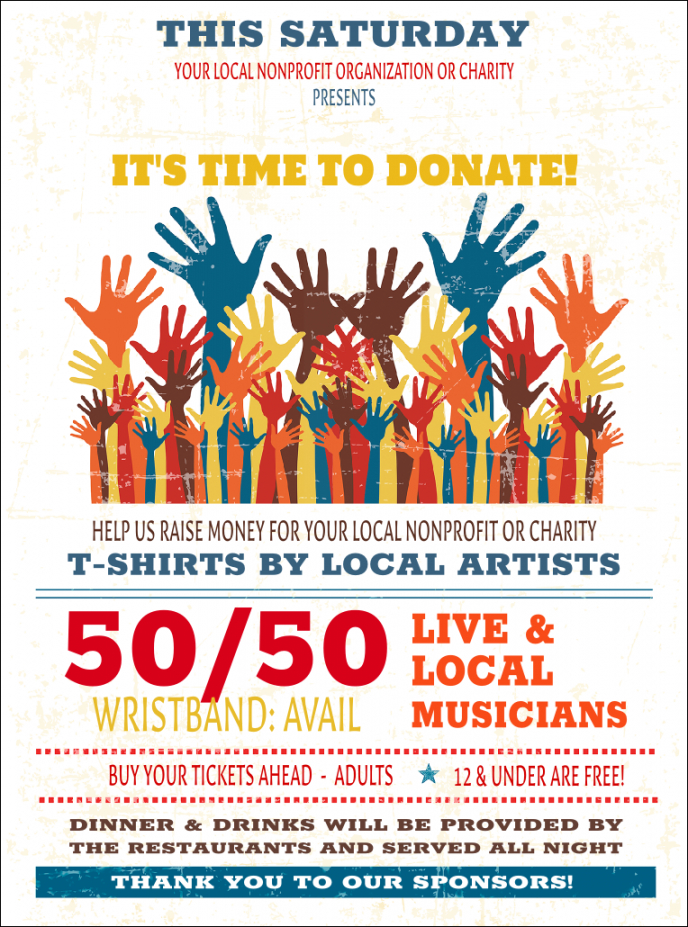 THIS SATURDAY
YOUR LOCAL NONPROFIT ORGANIZATION OR CHARITY
PRESENTS
IT'S TIME TO DONATE!
HELP US RAISE MONEY FOR YOUR LOCAL NONPROFIT OR CHARITY
T-SHIRTS BY LOCAL ARTISTS
50/50
WRISTBAND: AVAIL
LIVE &
LOCAL
MUSICIANS
BUY YOUR TICKETS AHEAD - ADULTS 12 & UNDER ARE FREE!
DINNER & DRINKS WILL BE PROVIDED BY
THE RESTAURANTS AND SERVED ALL NIGHT
THANK YOU TO OUR SPONSORS!